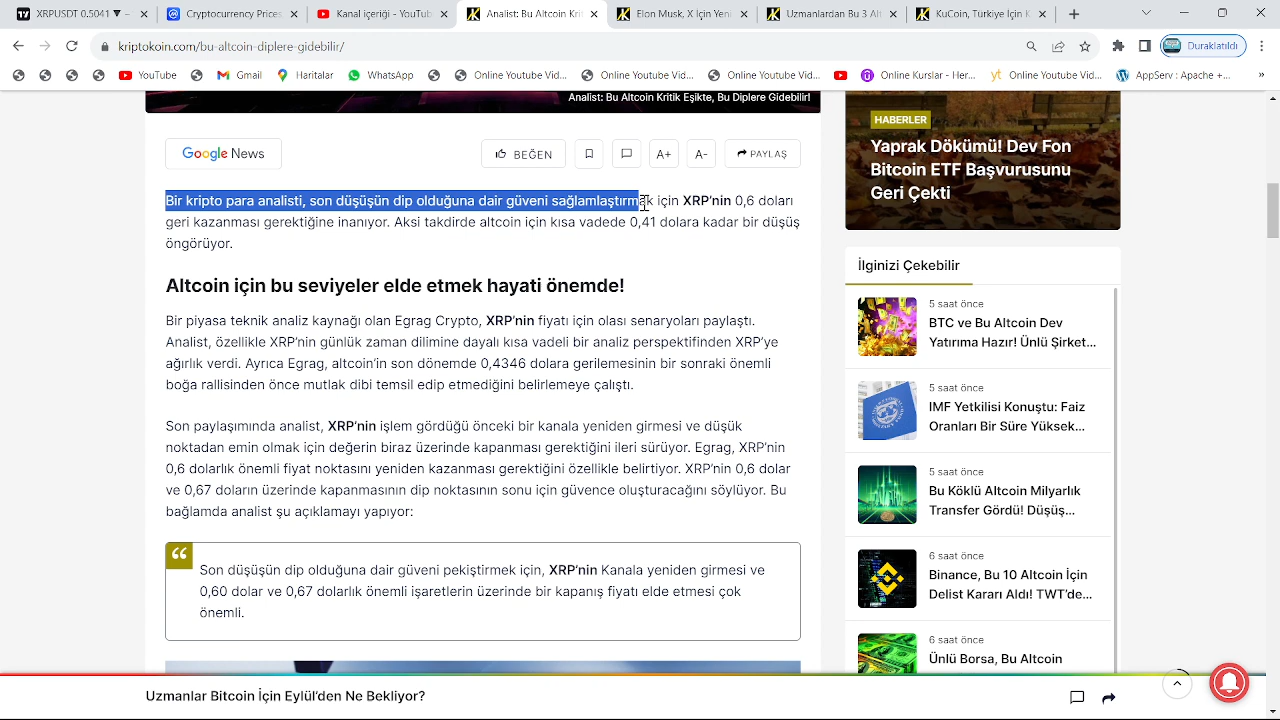 XRPUSDT 0.5041 ▼ –
Cryptocurrency Prices,
Kanal İçeriği - YouTub
Analist: Bu Altcoin Krit
Elon Musk, X İçin Name
Uzmanlardan Bu 3 Alt
KuCoin, Türkiye İçin O
kriptokoin.com/bu-altcoin-diplere-gidebilir/
Duraklatıldı
YouTube
Gmail
Haritalar
WhatsApp
Online Youtube Vid...
Online Youtube Vid...
Online Youtube Vid...
Online Kurslar - Her...
yt Online Youtube Vid...
AppServ : Apache +...
»
Analist: Bu Altcoin Kritik Eşikte, Bu Diplere Gidebilir!
Google News
BEĞEN
A+
A-
PAYLAŞ
Bir kripto para analisti, son düşüşün dip olduğuna dair güveni sağlamlaştırmak için XRP’nin 0,6 doları
geri kazanması gerektiğine inanıyor. Aksi takdirde altcoin için kısa vadede 0,41 dolara kadar bir düşüş
öngörüyor.
Altcoin için bu seviyeler elde etmek hayati önemde!
Bir piyasa teknik analiz kaynağı olan Egrag Crypto, XRP’nin fiyatı için olası senaryoları paylaştı.
Analist, özellikle XRP’nin günlük zaman dilimine dayalı kısa vadeli bir analiz perspektifinden XRP’ye
ağırlık verdi. Ayrıca Egrag, altcoin’in son dönemde 0,4346 dolara gerilemesinin bir sonraki önemli
boğa rallisinden önce mutlak dibi temsil edip etmediğini belirlemeye çalıştı.
Son paylaşımında analist, XRP’nin işlem gördüğü önceki bir kanala yeniden girmesi ve düşük
noktadan emin olmak için değerin biraz üzerinde kapanması gerektiğini ileri sürüyor. Egrag, XRP’nin
0,6 dolarlık önemli fiyat noktasını yeniden kazanması gerektiğini özellikle belirtiyor. XRP’nin 0,6 dolar
ve 0,67 doların üzerinde kapanmasının dip noktasının sonu için güvence oluşturacağını söylüyor. Bu
bağlamda analist şu açıklamayı yapıyor:
“
Son düşüşün dip olduğuna dair güveni pekiştirmek için, XRP’nin kanala yeniden girmesi ve
0,60 dolar ve 0,67 dolarlık önemli işaretlerin üzerinde bir kapanış fiyatı elde etmesi çok
önemli.
HABERLER
Yaprak Dökümü! Dev Fon
Bitcoin ETF Başvurusunu
Geri Çekti
İlginizi Çekebilir
5 saat önce
BTC ve Bu Altcoin Dev
Yatırıma Hazır! Ünlü Şirket...
5 saat önce
IMF Yetkilisi Konuştu: Faiz
Oranları Bir Süre Yüksek...
5 saat önce
Bu Köklü Altcoin Milyarlık
Transfer Gördü! Düşüş...
6 saat önce
Binance, Bu 10 Altcoin İçin
Delist Kararı Aldı! TWT’de...
6 saat önce
Ünlü Borsa, Bu Altcoin
Uzmanlar Bitcoin İçin Eylül’den Ne Bekliyor?